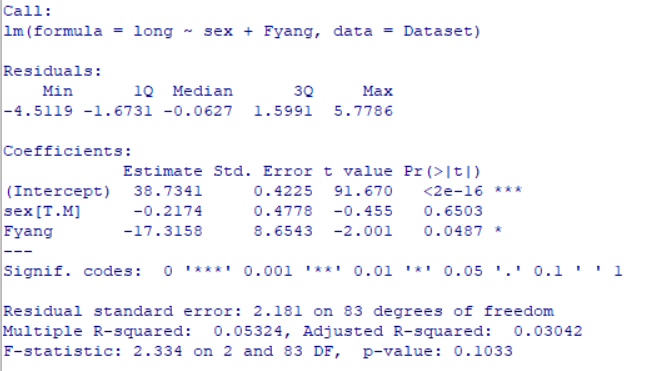 Call:
lm(formula = long ~ sex + Fyang, data = Dataset)
Residuals:
Min 1Q Median 3Q Max
-4.5119 -1.6731 -0.0627 1.5991 5.7786
Coefficients:
Estimate Std. Error t value Pr(>|t|)
(Intercept) 38.7341 0.4225 91.670 <2e-16 ***
sex[T.M] -0.2174 0.4778 -0.455 0.6503
Fyang -17.3158 8.6543 -2.001 0.0487 *
---
Signif. codes: 0 '***' 0.001 '**' 0.01 '*' 0.05 '.' 0.1 ' ' 1
Residual standard error: 2.181 on 83 degrees of freedom
Multiple R-squared: 0.05324, Adjusted R-squared: 0.03042
F-statistic: 2.334 on 2 and 83 DF, p-value: 0.1033